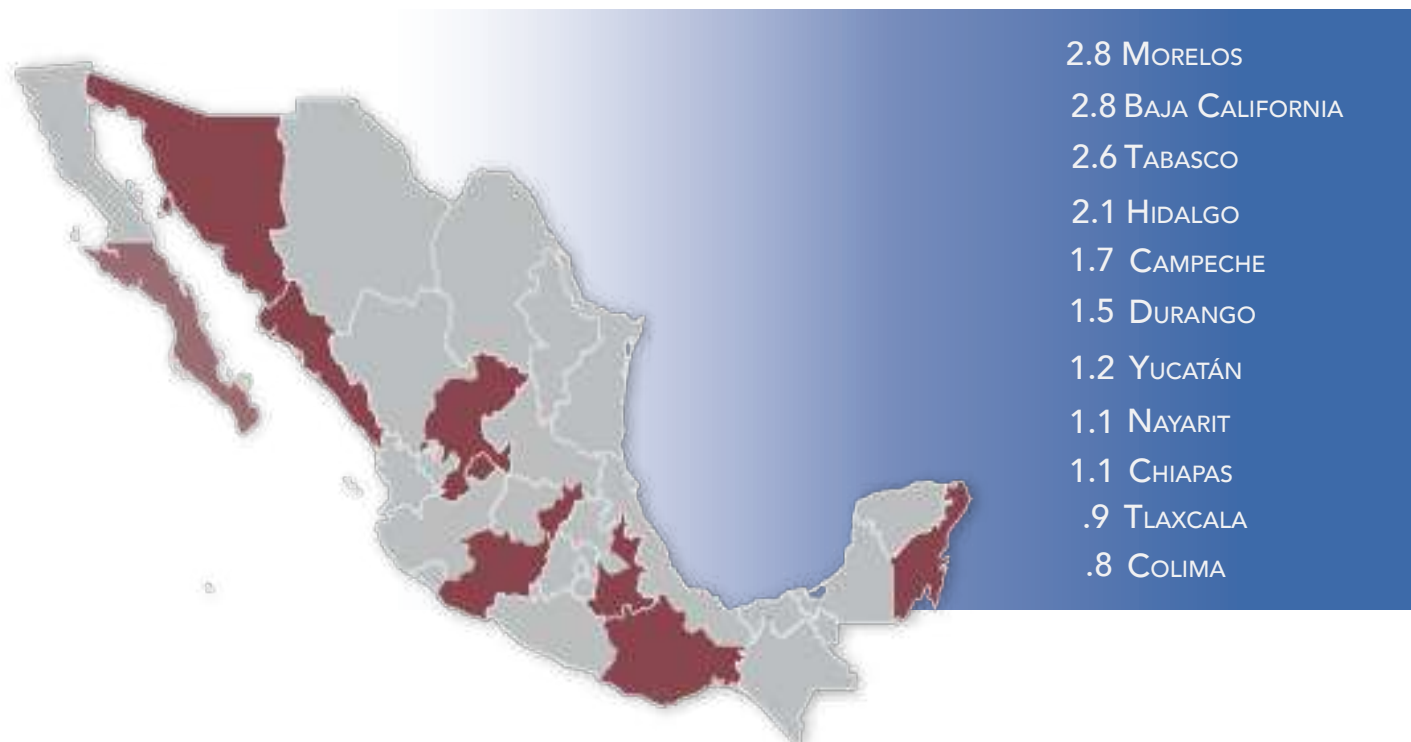 2.8 Morelos
2.8 Baja California
2.6 Tabasco
2.1 Hidalgo
1.7 Campeche
1.5 Durango
1.2 Yucatán
1.1 Nayarit
1.1 Chiapas
.9 Tlaxcala
.8 Colima